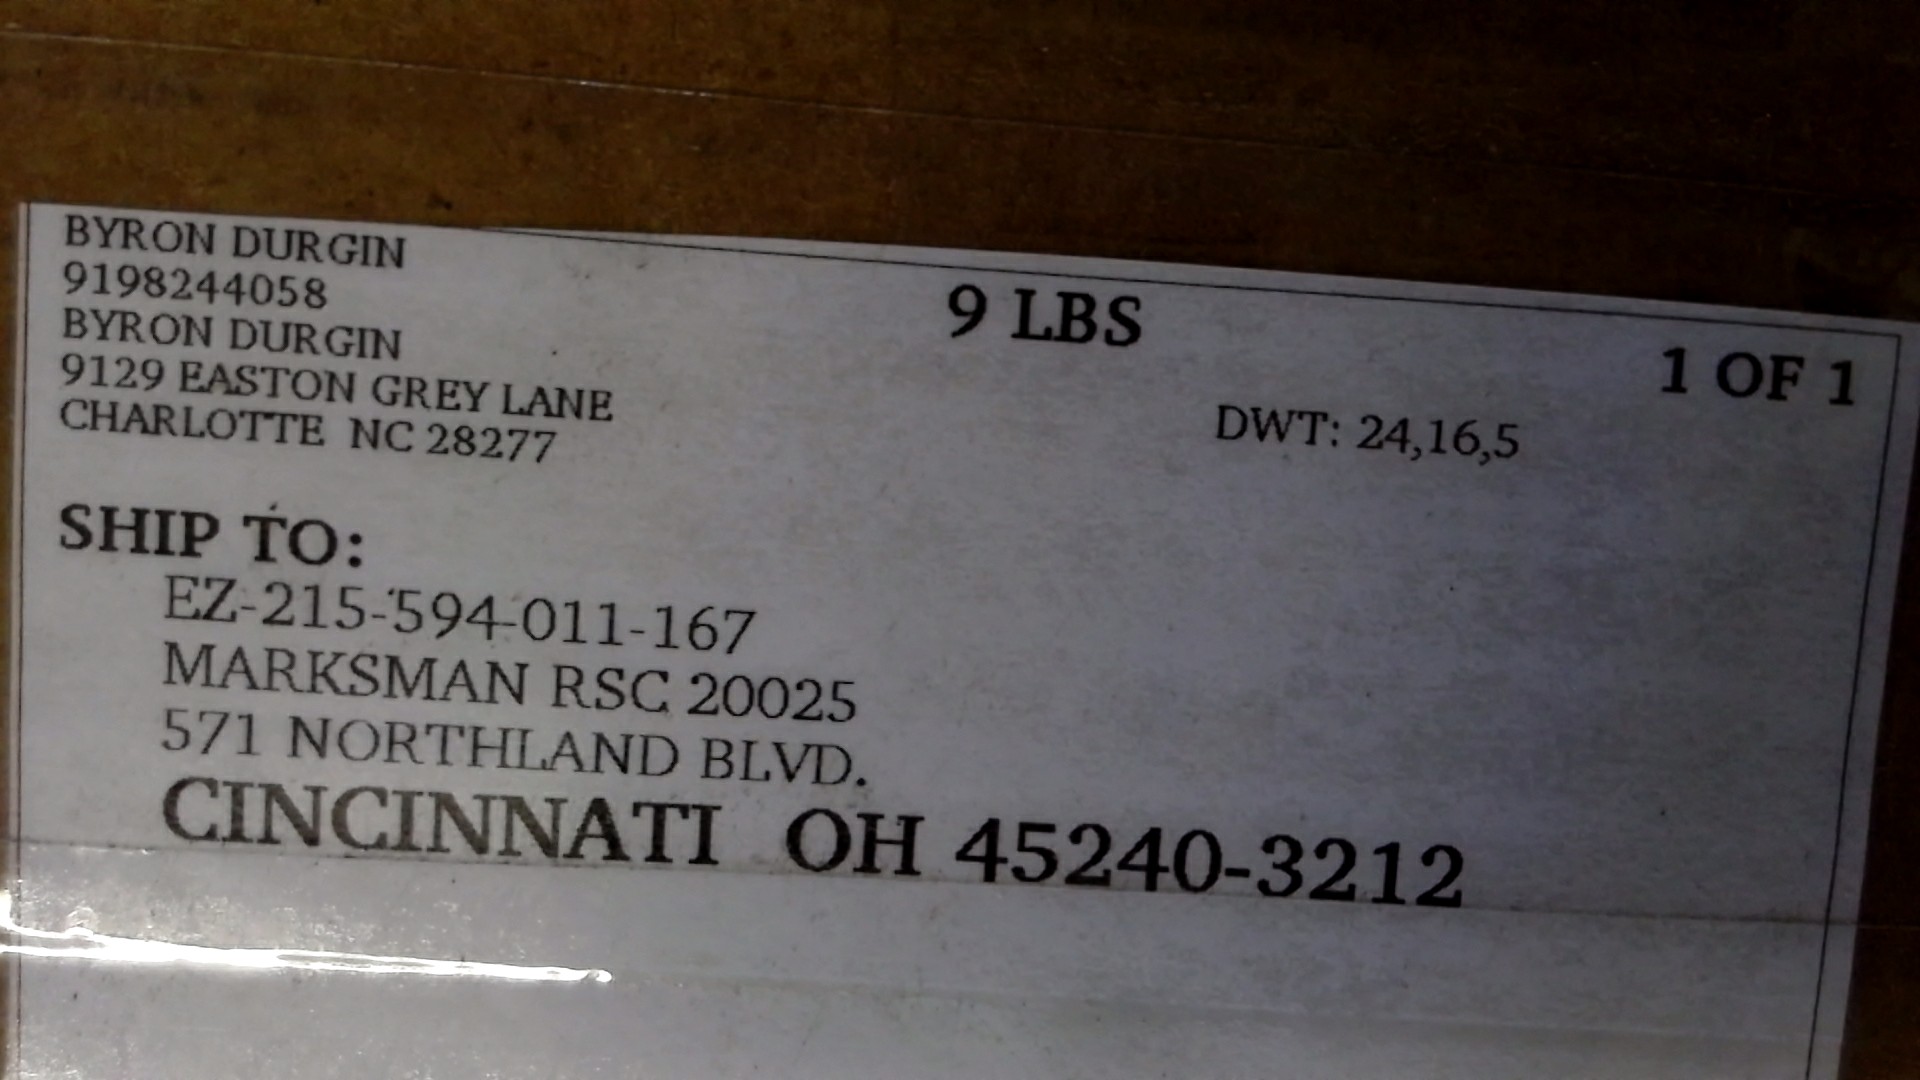 BYRON DURGIN
9198244058
BYRON DURGIN
9129 EASTON GREY LANE
CHARLOTTE NC 28277
9 LBS
1 OF 1
DWT: 24,16,5
SHIP TO:
EZ-215-594-011-167
MARKSMAN RSC 20025
571 NORTHLAND BLVD.
CINCINNATI OH 45240-3212